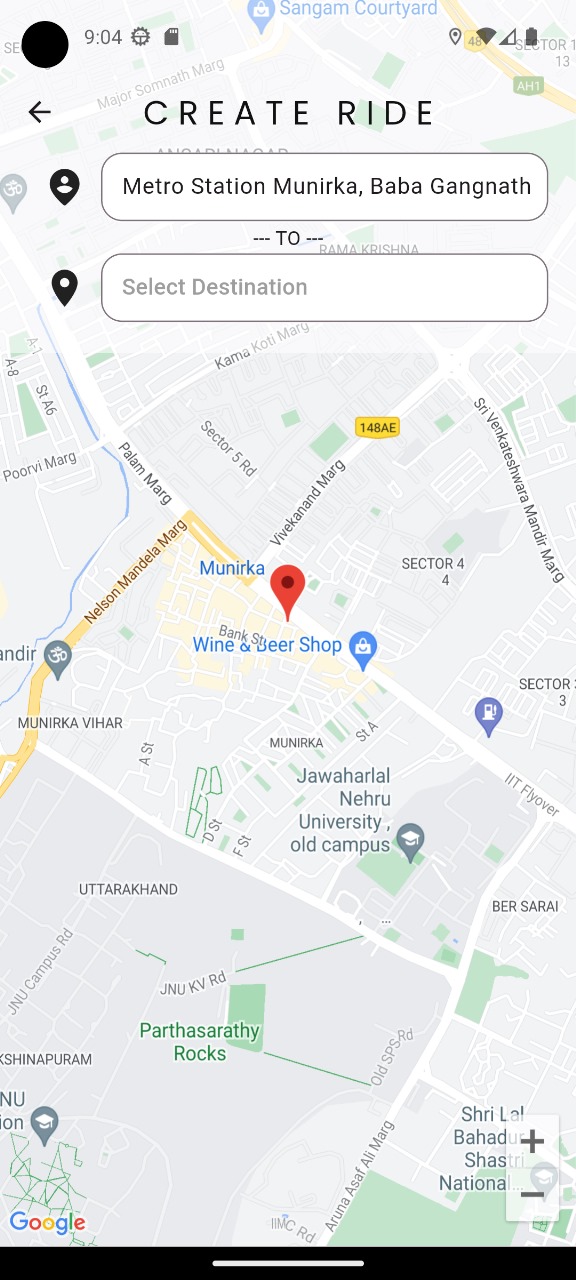 Sangam Courtyard
9:04
48
SECTOR 1
13
SE
Major Somnath Marg
AH1
CREATE RIDE
ANSARI NAGAR
Metro Station Munirka, Baba Gangnath
--- TO ---
RAMA KRISHNA
Select Destination
Kama Koti Marg
A-1
A-8
St A6
148AE
Sri Venkateshwara Mandir Marg
Sector 5 Rd
Poorvi Marg
Palam Marg
Vivekanand Marg
Nelson Mandela Marg
SECTOR 4
4
Munirka
Bank St
Wine & Beer Shop
andir
SECTOR 3
3
MUNIRKA VIHAR
St A
A St
MUNIRKA
IIT Flyover
Jawaharlal
Nehru
University ,
old campus
D St
F St
UTTARAKHAND
BER SARAI
, ...
JNU Campus Rd
JNU KV Rd
Parthasarathy
Rocks
Old SPS Rd
KSHINAPURAM
NU
ion
Shri Lal
Bahadur
Shastri
National...
+
−
Aruna Asaf Ali Marg
Google
IIMC Rd